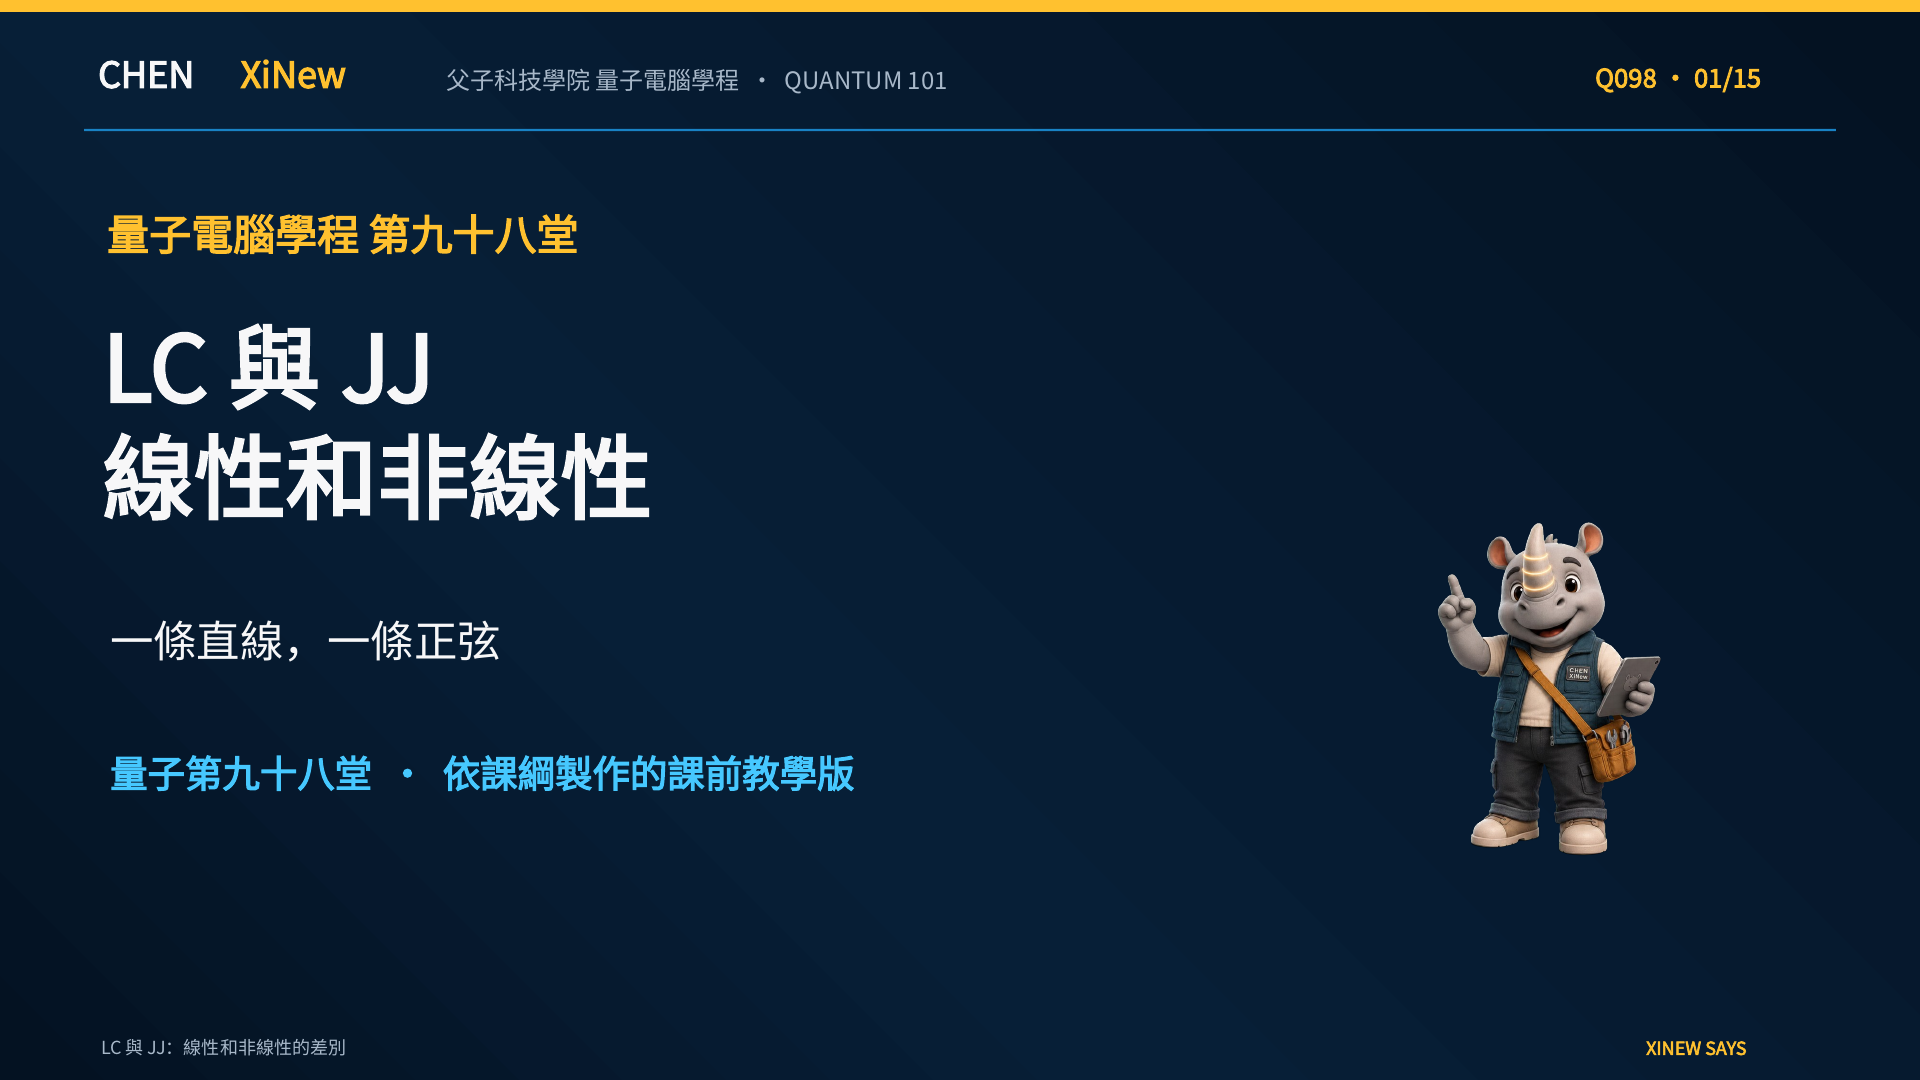 CHEN XiNew 父子科技學院 量子電腦學程 • QUANTUM 101 Q098 • 01/15
量子電腦學程 第九十八堂
LC 與 JJ
線性和非線性
一條直線，一條正弦
CHEN
XiNew
量子第九十八堂 • 依課綱製作的課前教學版
LC 與 JJ：線性和非線性的差別 XINEW SAYS